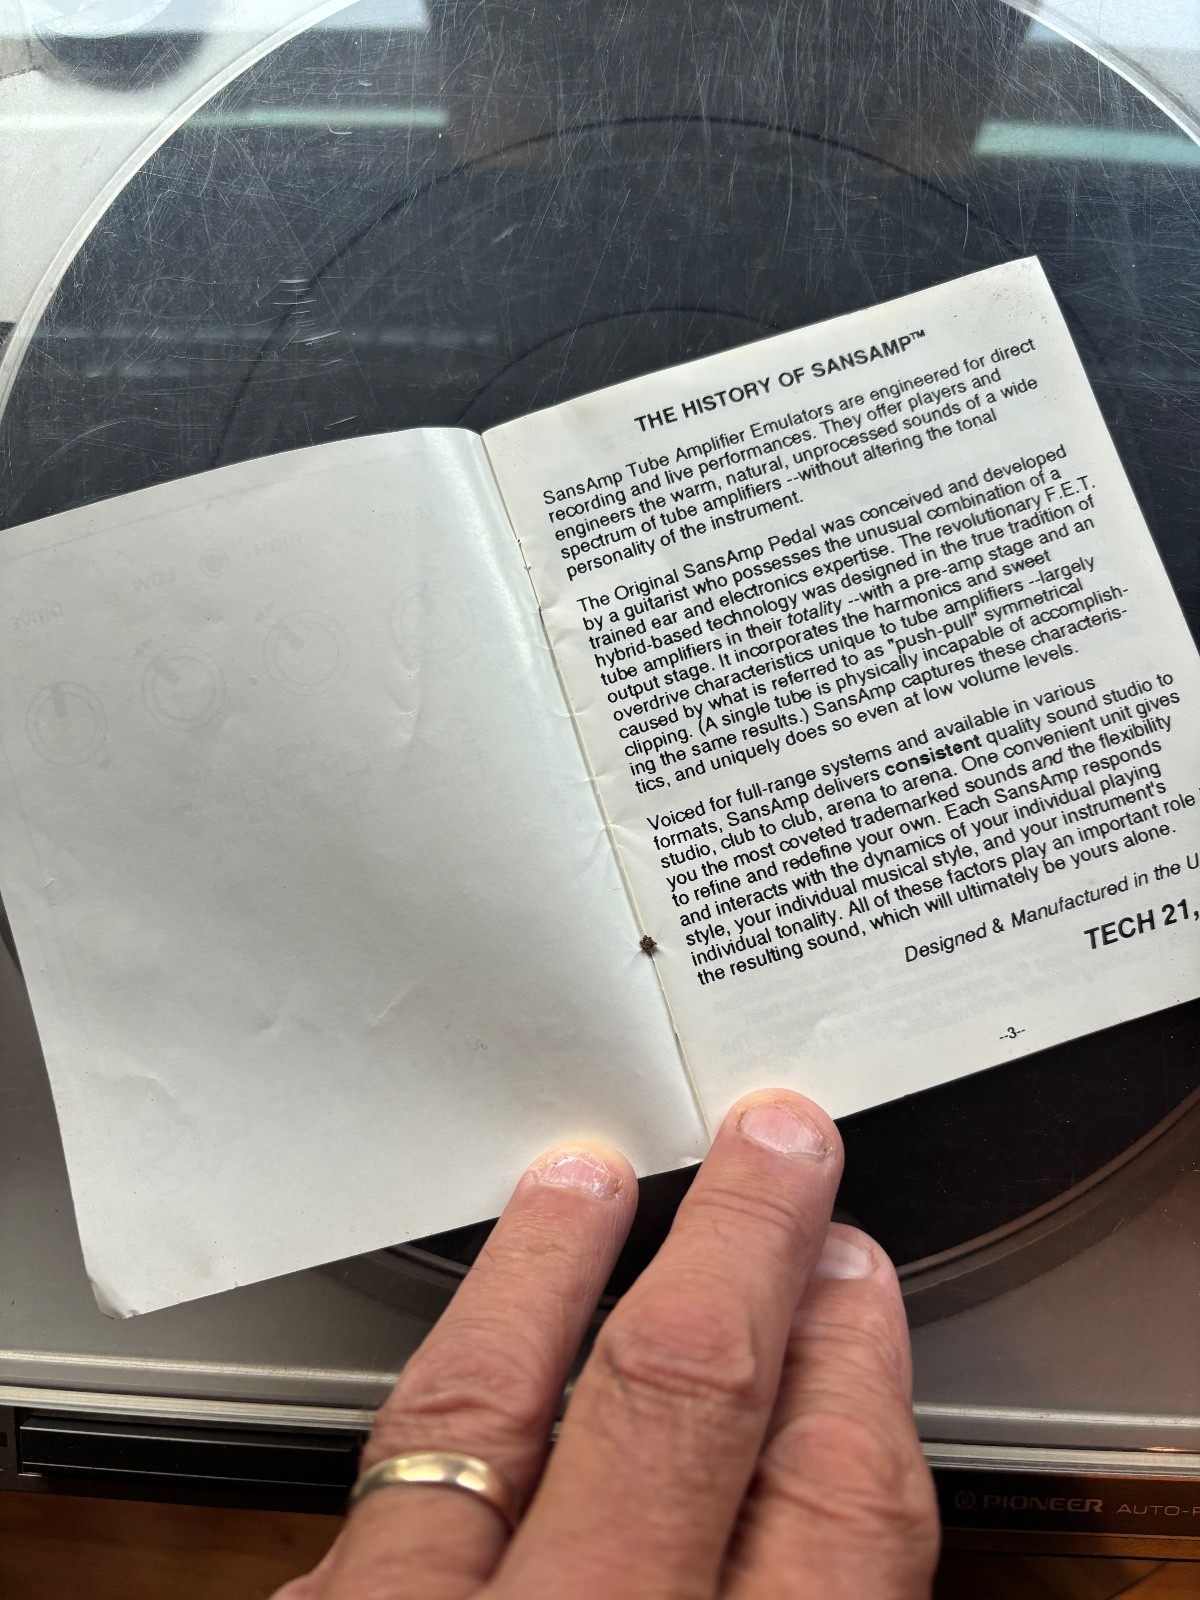 THE HISTORY OF SANSAMP™
SansAmp Tube Amplifier Emulators are engineered for direct
recording and live performances. They offer players and
engineers the warm, natural, unprocessed sounds of a wide
spectrum of tube amplifiers --without altering the tonal
personality of the instrument.
The Original SansAmp Pedal was conceived and developed
by a guitarist who possesses the unusual combination of a
trained ear and electronics expertise. The revolutionary F.E.T.
hybrid-based technology was designed in the true tradition of
tube amplifiers in their totality --with a pre-amp stage and an
output stage. It incorporates the harmonics and sweet
overdrive characteristics unique to tube amplifiers --largely
caused by what is referred to as "push-pull" symmetrical
clipping. (A single tube is physically incapable of accomplish-
ing the same results.) SansAmp captures these characteris-
tics, and uniquely does so even at low volume levels.
Voiced for full-range systems and available in various
formats, SansAmp delivers consistent quality sound studio to
studio, club to club, arena to arena. One convenient unit gives
you the most coveted trademarked sounds and the flexibility
to refine and redefine your own. Each SansAmp responds
and interacts with the dynamics of your individual playing
style, your individual musical style, and your instrument's
individual tonality. All of these factors play an important role
the resulting sound, which will ultimately be yours alone.
Designed & Manufactured in the U
TECH 21,
--3--
PIONEER AUTO-